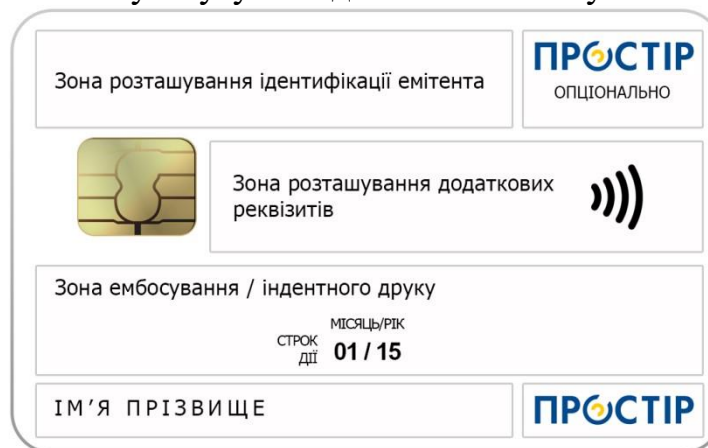 Зона розташування ідентифікації емітента
ПРОСТІР
ОПЦІОНАЛЬНО
Зона розташування додаткових
реквізитів
Зона ембосування / індентного друку
МІСЯЦЬ/РІК
СТРОК
ДІЇ 01 / 15
ІМ’Я ПРІЗВИЩЕ
ПРОСТІР